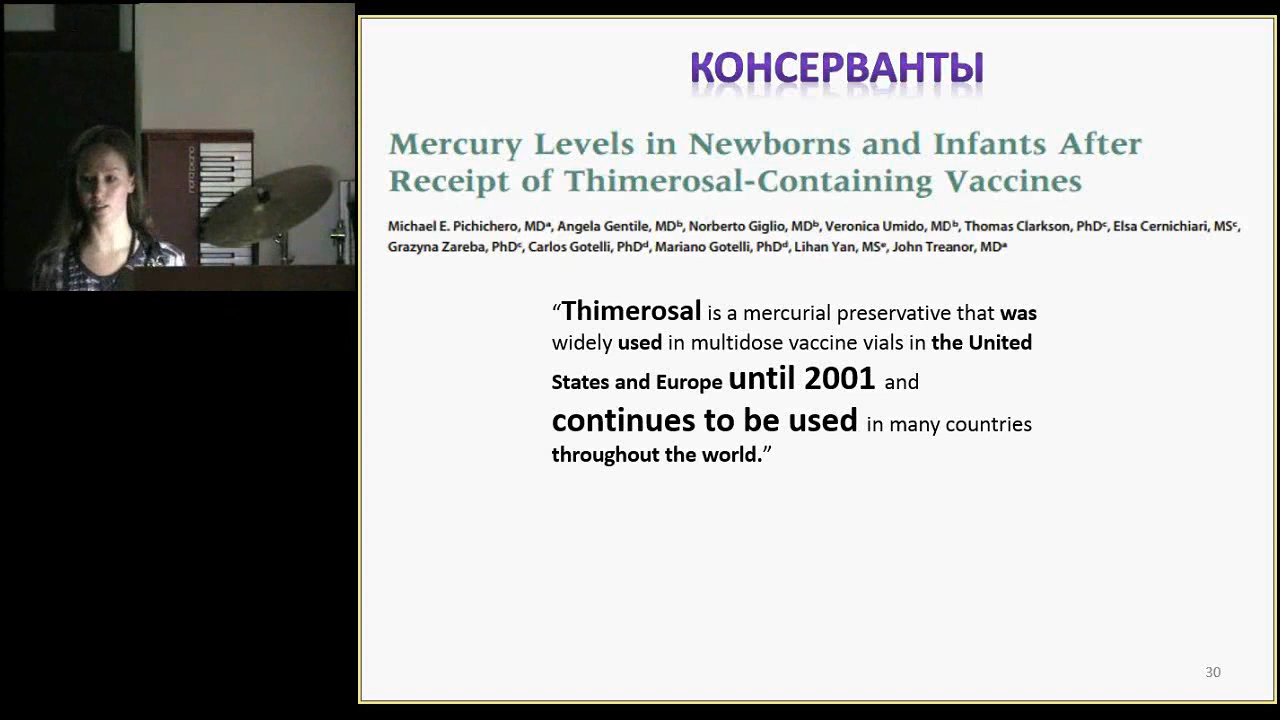 КОНСЕРВАНТЫ
Mercury Levels in Newborns and Infants After
Receipt of Thimerosal-Containing Vaccines
Michael E. Pichichero, MDᵃ, Angela Gentile, MDᵇ, Norberto Giglio, MDᵇ, Veronica Umido, MDᵇ, Thomas Clarkson, PhDᶜ, Elsa Cernichiari, MSᶜ,
Grazyna Zareba, PhDᶜ, Carlos Gotelli, PhDᵈ, Mariano Gotelli, PhDᵈ, Lihan Yan, MSᵉ, John Treanor, MDᵃ
“Thimerosal is a mercurial preservative that was
widely used in multidose vaccine vials in the United
States and Europe until 2001 and
continues to be used in many countries
throughout the world.”
30
nord piano